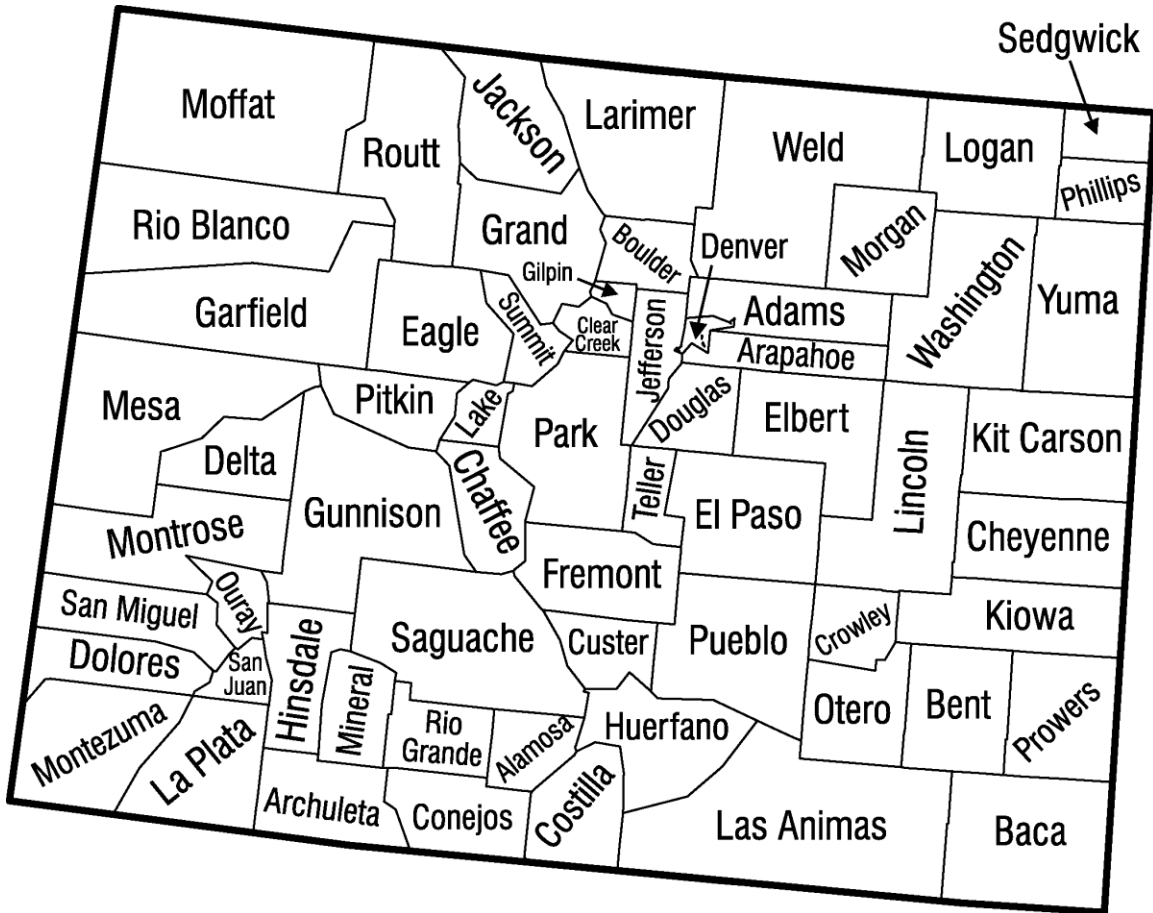 Sedgwick
Moffat
Routt
Jackson
Larimer
Weld
Logan
Phillips
Rio Blanco
Grand
Boulder
Denver
Morgan
Washington
Yuma
Gilpin
Garfield
Eagle
Summit
Clear
Creek
Jefferson
Adams
Arapahoe
Mesa
Pitkin
Lake
Park
Douglas
Elbert
Lincoln
Kit Carson
Delta
Gunnison
Chaffee
Teller
El Paso
Cheyenne
Montrose
Fremont
San Miguel
Ouray
Saguache
Custer
Pueblo
Crowley
Kiowa
Dolores
San
Juan
Hinsdale
Mineral
Rio
Grande
Alamosa
Huerfano
Otero
Bent
Prowers
Montezuma
La Plata
Archuleta
Conejos
Costilla
Las Animas
Baca